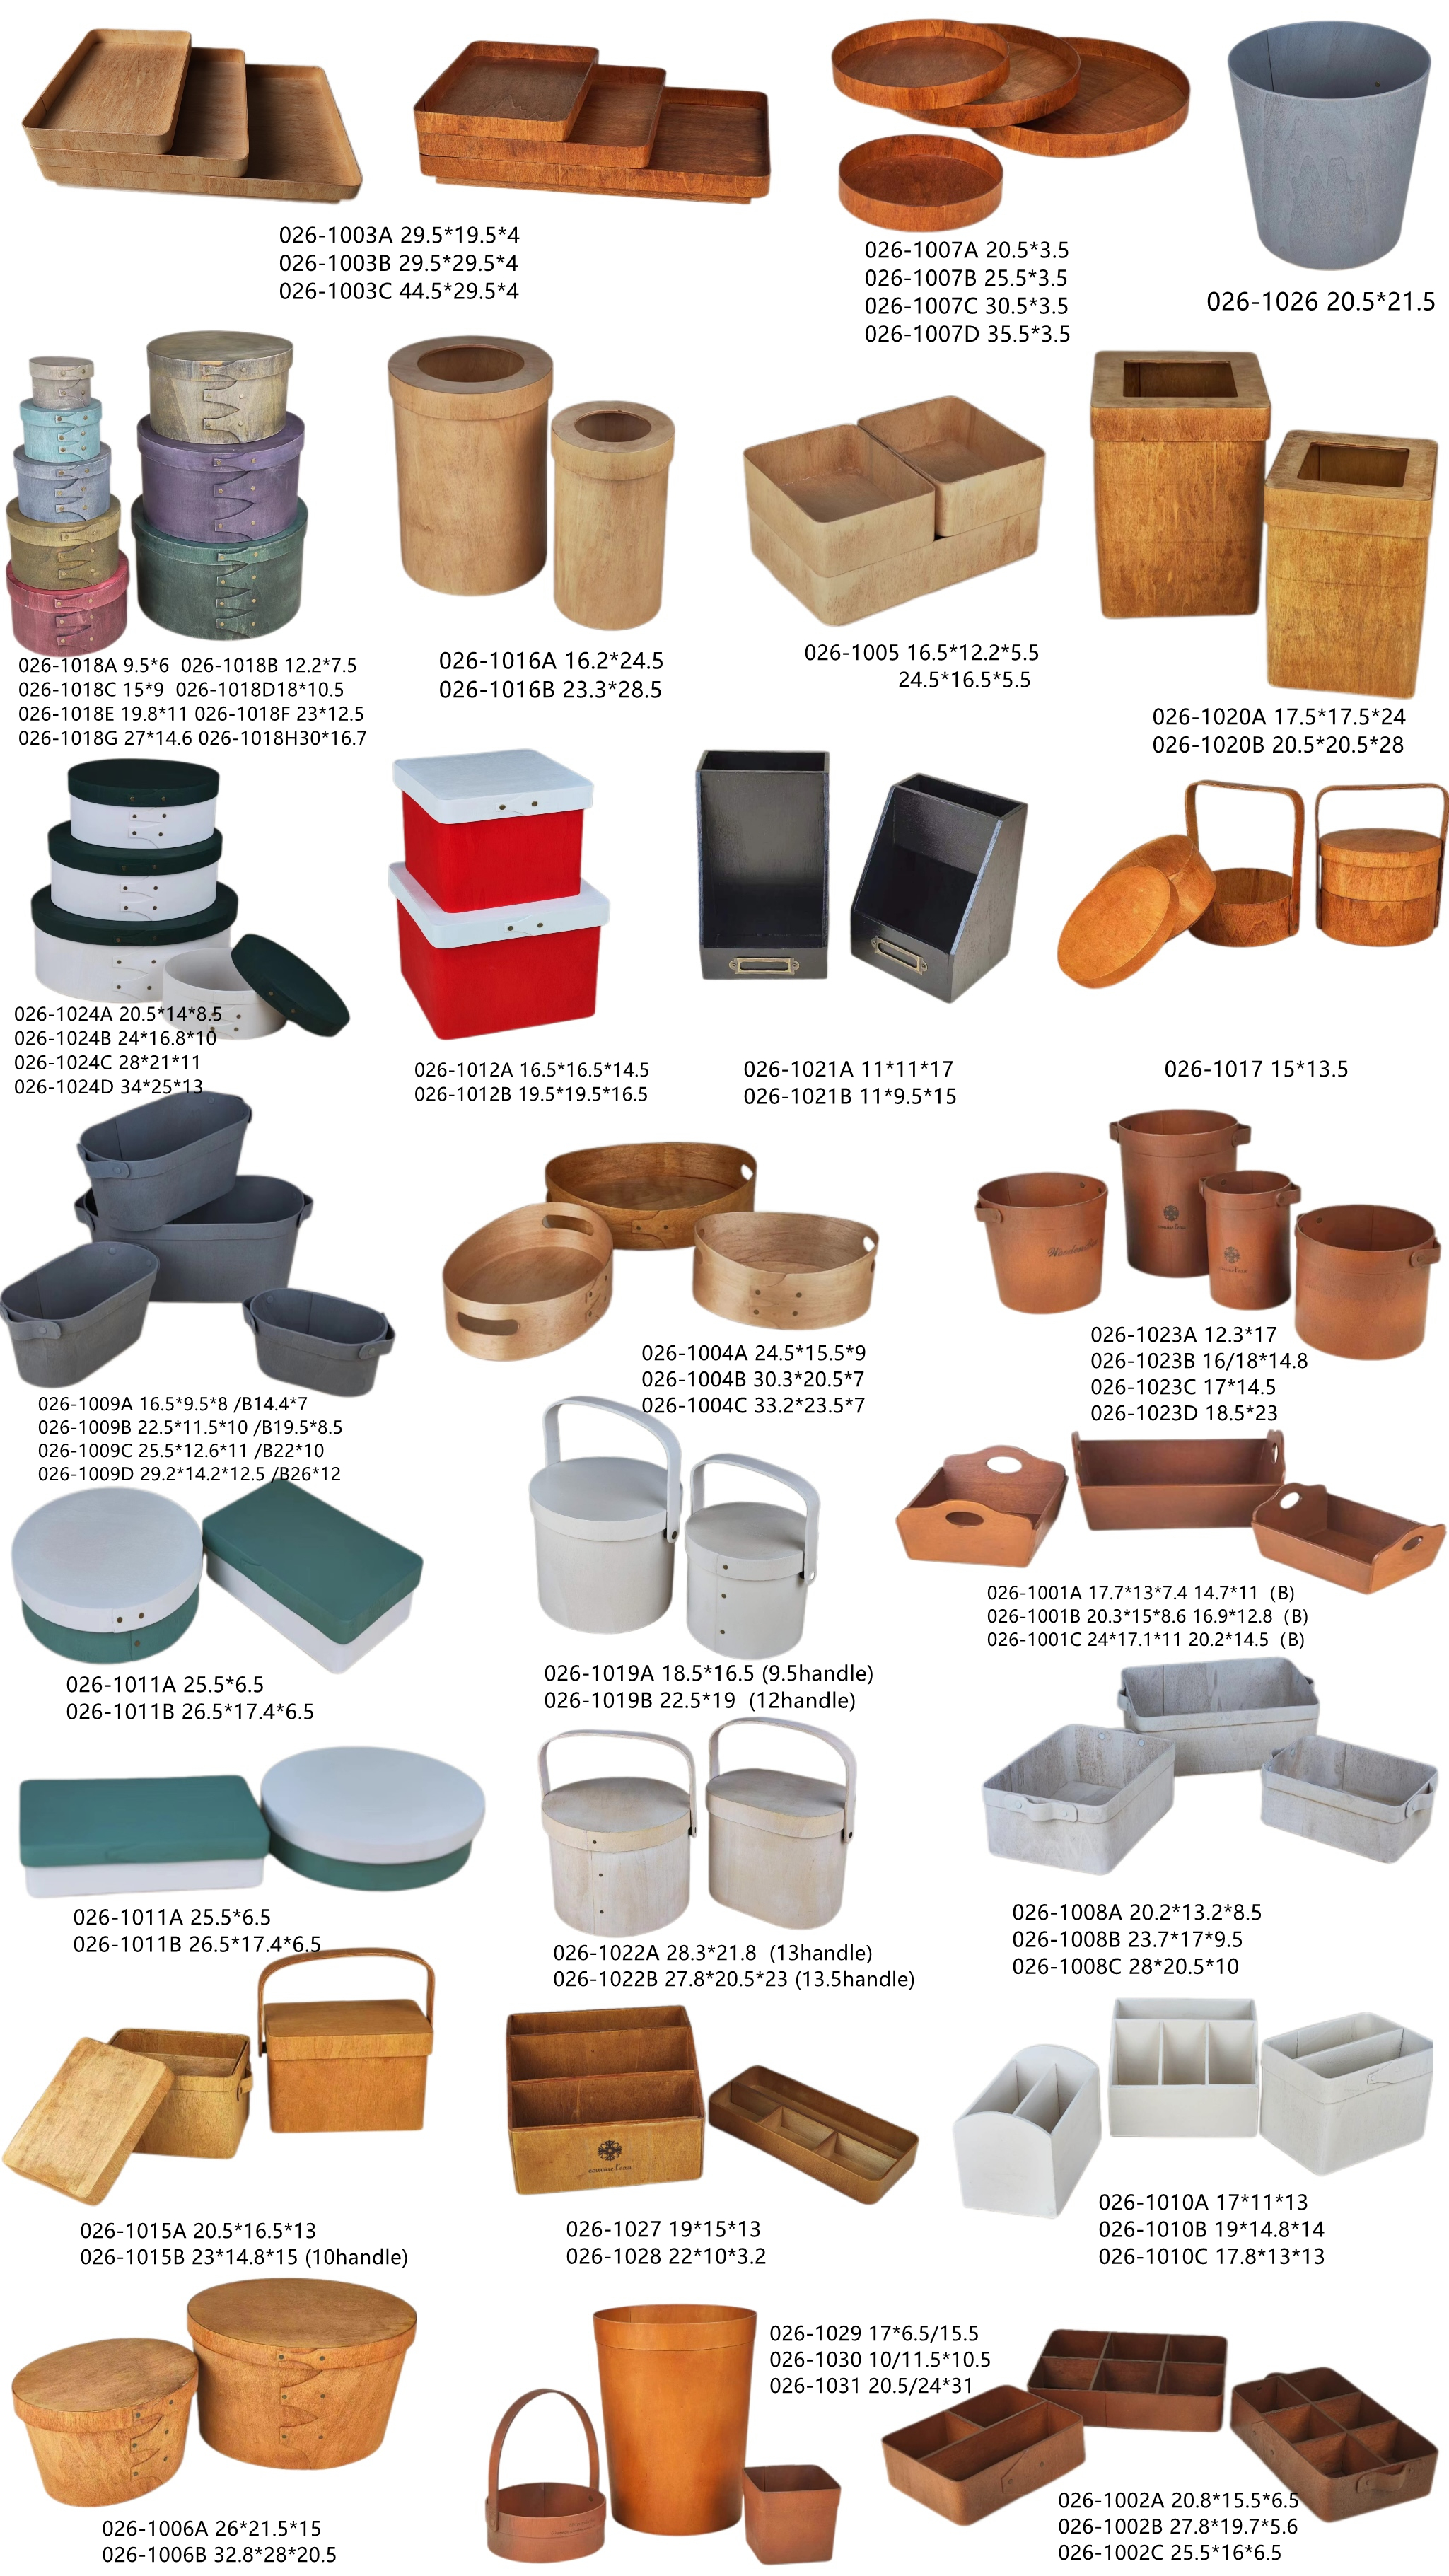 026-1003A 29.5*19.5*4
026-1003B 29.5*29.5*4
026-1003C 44.5*29.5*4
026-1007A 20.5*3.5
026-1007B 25.5*3.5
026-1007C 30.5*3.5
026-1007D 35.5*3.5
026-1026 20.5*21.5
026-1018A 9.5*6 026-1018B 12.2*7.5
026-1018C 15*9 026-1018D18*10.5
026-1018E 19.8*11 026-1018F 23*12.5
026-1018G 27*14.6 026-1018H30*16.7
026-1016A 16.2*24.5
026-1016B 23.3*28.5
026-1005 16.5*12.2*5.5
24.5*16.5*5.5
026-1020A 17.5*17.5*24
026-1020B 20.5*20.5*28
026-1024A 20.5*14*8.5
026-1024B 24*16.8*10
026-1024C 28*21*11
026-1024D 34*25*13
026-1012A 16.5*16.5*14.5
026-1012B 19.5*19.5*16.5
026-1021A 11*11*17
026-1021B 11*9.5*15
026-1017 15*13.5
026-1009A 16.5*9.5*8 /B14.4*7
026-1009B 22.5*11.5*10 /B19.5*8.5
026-1009C 25.5*12.6*11 /B22*10
026-1009D 29.2*14.2*12.5 /B26*12
026-1004A 24.5*15.5*9
026-1004B 30.3*20.5*7
026-1004C 33.2*23.5*7
026-1023A 12.3*17
026-1023B 16/18*14.8
026-1023C 17*14.5
026-1023D 18.5*23
026-1011A 25.5*6.5
026-1011B 26.5*17.4*6.5
026-1019A 18.5*16.5 (9.5handle)
026-1019B 22.5*19 (12handle)
026-1001A 17.7*13*7.4 14.7*11 (B)
026-1001B 20.3*15*8.6 16.9*12.8 (B)
026-1001C 24*17.1*11 20.2*14.5 (B)
026-1011A 25.5*6.5
026-1011B 26.5*17.4*6.5
026-1022A 28.3*21.8 (13handle)
026-1022B 27.8*20.5*23 (13.5handle)
026-1008A 20.2*13.2*8.5
026-1008B 23.7*17*9.5
026-1008C 28*20.5*10
026-1015A 20.5*16.5*13
026-1015B 23*14.8*15 (10handle)
026-1027 19*15*13
026-1028 22*10*3.2
026-1010A 17*11*13
026-1010B 19*14.8*14
026-1010C 17.8*13*13
026-1006A 26*21.5*15
026-1006B 32.8*28*20.5
026-1029 17*6.5/15.5
026-1030 10/11.5*10.5
026-1031 20.5/24*31
026-1002A 20.8*15.5*6.5
026-1002B 27.8*19.7*5.6
026-1002C 25.5*16*6.5